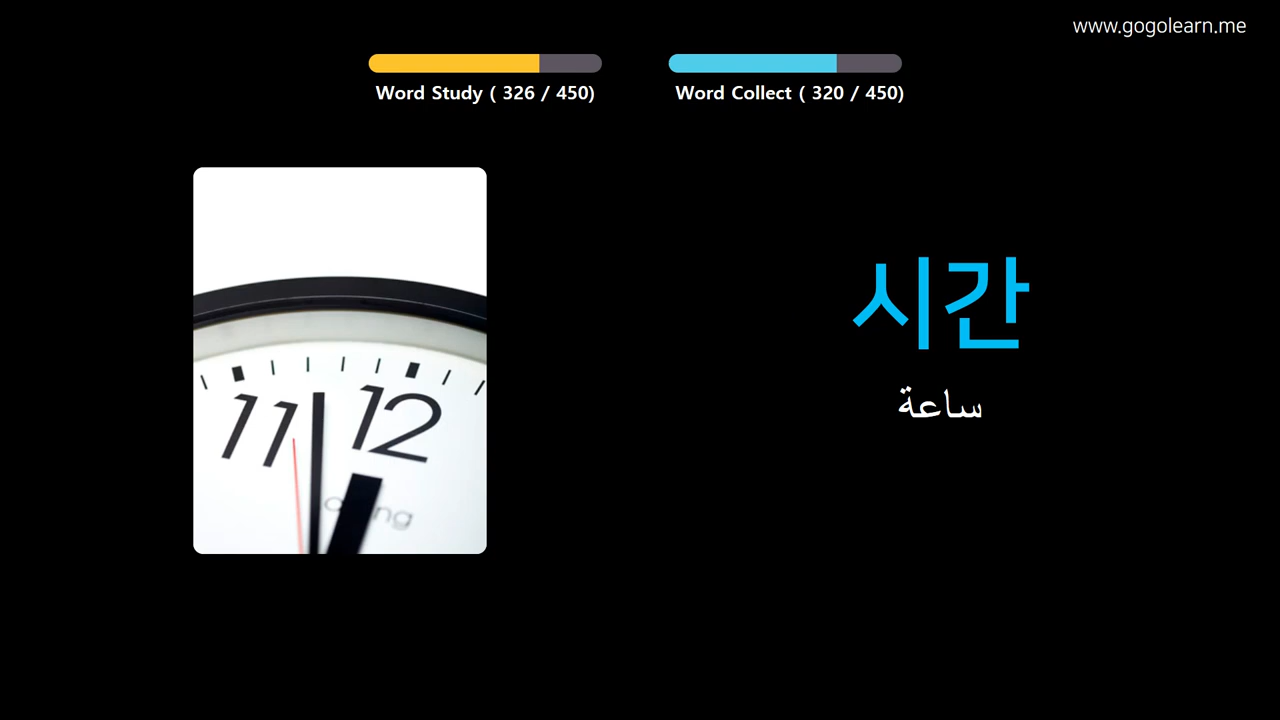 www.gogolearn.me
Word Study ( 326 / 450)
Word Collect ( 320 / 450)
시간
ساعة
11
12